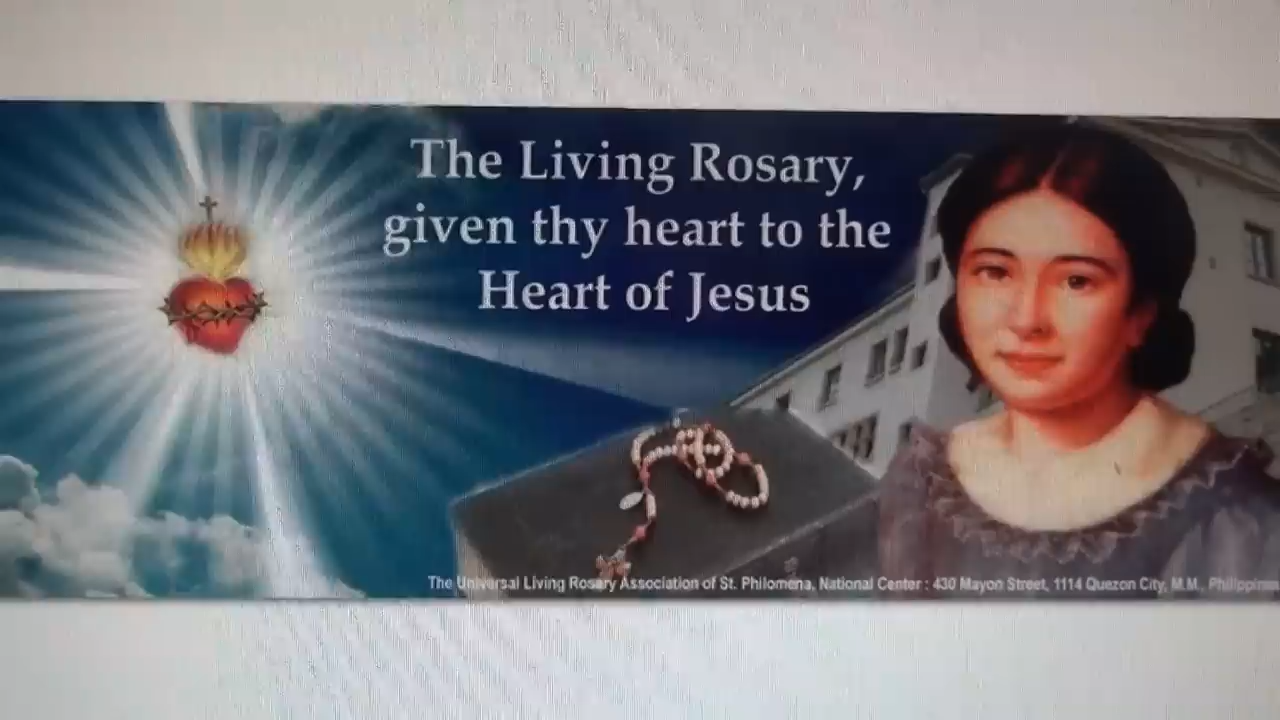 The Living Rosary,
given thy heart to the
Heart of Jesus
The Universal Living Rosary Association of St. Philomena, National Center : 430 Mayon Street, 1114 Quezon City, M.M. Philippines